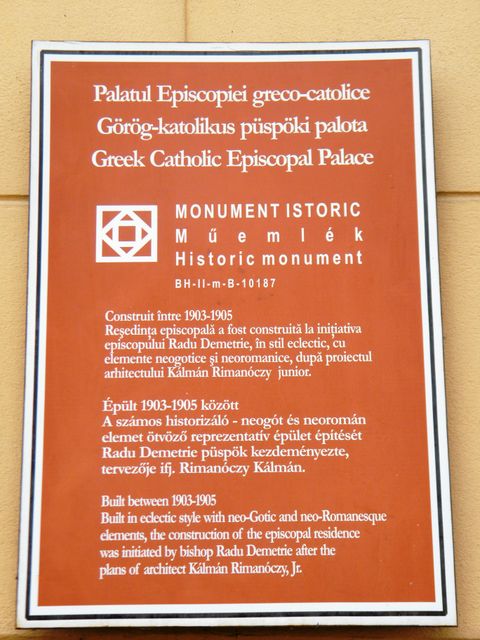 Palatul Episcopiei greco-catolice
Görög-katolikus püspöki palota
Greek Catholic Episcopal Palace
MONUMENT ISTORIC
Műemlék
Historic monument
BH-II-m-B-10187
Construit între 1903-1905
Reşedinţa episcopală a fost construită la iniţiativa
episcopului Radu Demetrie, în stil eclectic, cu
elemente neogotice şi neoromanice, după proiectul
arhitectului Kálmán Rimanóczy junior.
Épült 1903-1905 között
A számos historizáló - neogót és neoromán
elemet ötvöző reprezentatív épület építését
Radu Demetrie püspök kezdeményezte,
tervezője ifj. Rimanóczy Kálmán.
Built between 1903-1905
Built in eclectic style with neo-Gotic and neo-Romanesque
elements, the construction of the episcopal residence
was initiated by bishop Radu Demetrie after the
plans of architect Kálmán Rimanóczy, Jr.